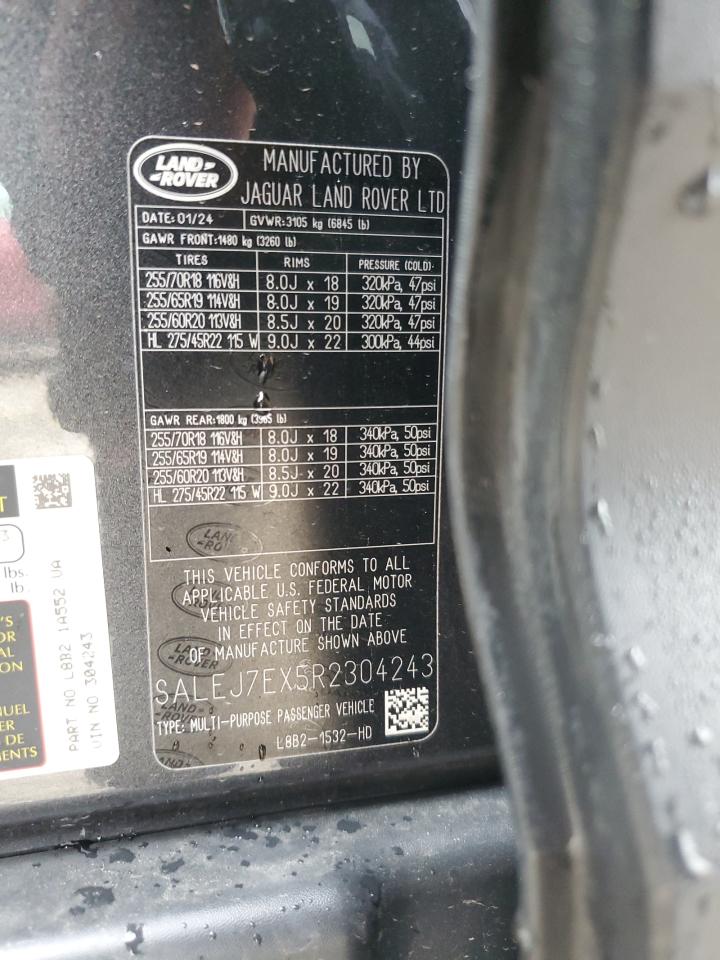 LAND-
ROVER
MANUFACTURED BY
JAGUAR LAND ROVER LTD
DATE: 01/24 GVWR:3105 kg (6845 lb)
GAWR FRONT:1480 kg (3260 lb)
TIRES RIMS PRESSURE (COLD)
255/70R18 116V&H 8.0J x 18 320kPa, 47psi
255/65R19 114V&H 8.0J x 19 320kPa, 47psi
255/60R20 113V&H 8.5J x 20 320kPa, 47psi
HL 275/45R22 115 W 9.0J x 22 300kPa, 44psi
GAWR REAR:1800 kg (3965 lb)
255/70R18 116V&H 8.0J x 18 340kPa, 50psi
255/65R19 114V&H 8.0J x 19 340kPa, 50psi
255/60R20 113V&H 8.5J x 20 340kPa, 50psi
HL 275/45R22 115 W 9.0J x 22 340kPa, 50psi
THIS VEHICLE CONFORMS TO ALL
APPLICABLE U.S. FEDERAL MOTOR
VEHICLE SAFETY STANDARDS
IN EFFECT ON THE DATE
OF MANUFACTURE SHOWN ABOVE
SALEJ7EX5R2304243
TYPE: MULTI-PURPOSE PASSENGER VEHICLE
L8B2-1532-HD
T
3
lbs.
lb.
PART NO L8B2 1A552 VA
VIN NO 304243